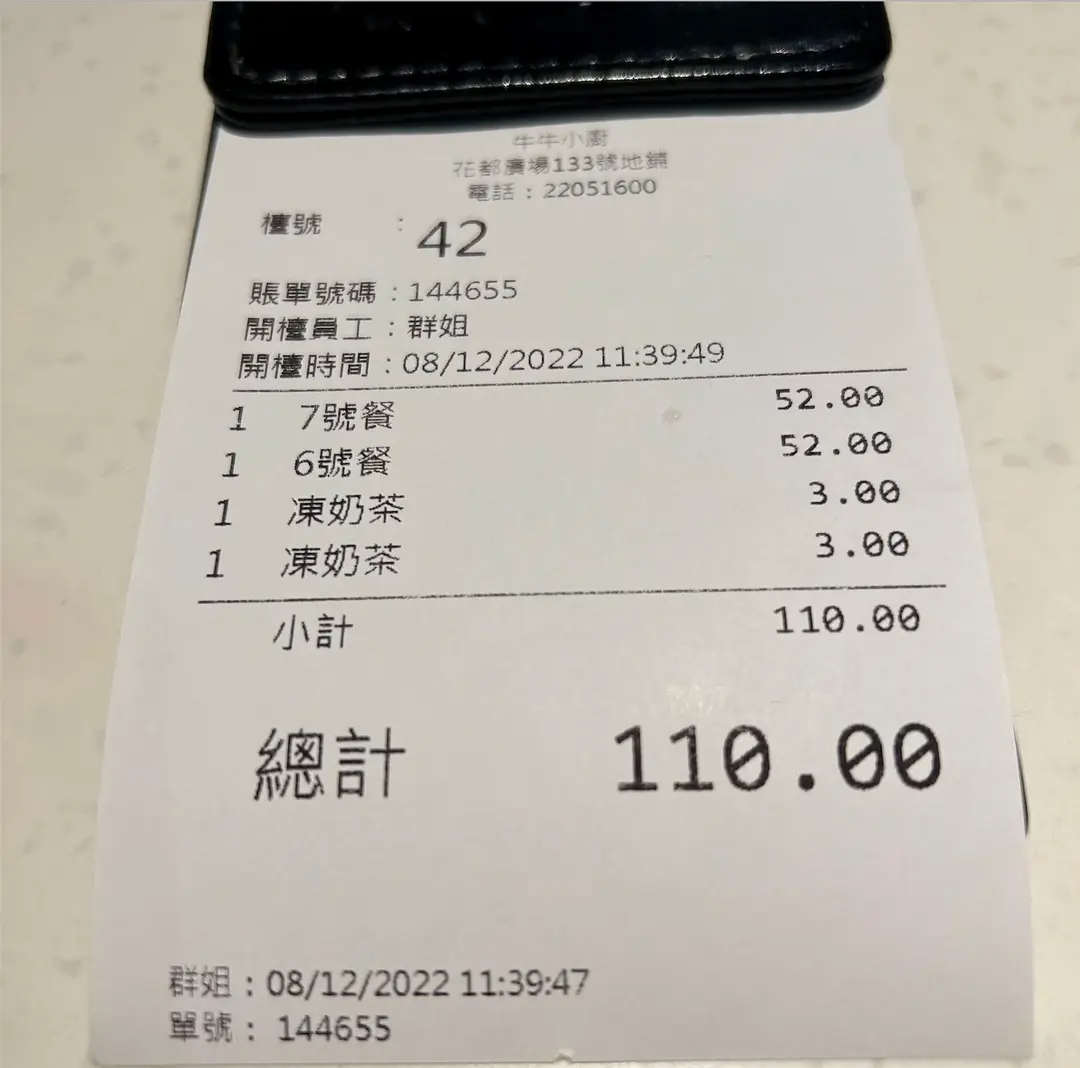 牛牛小廚
花都廣場133號地鋪
電話：22051600
檯號 : 42
賬單號碼：144655
開檯員工：群姐
開檯時間：08/12/2022 11:39:49
1 7號餐 52.00
1 6號餐 52.00
1 凍奶茶 3.00
1 凍奶茶 3.00
小計 110.00
總計 110.00
群姐：08/12/2022 11:39:47
單號： 144655